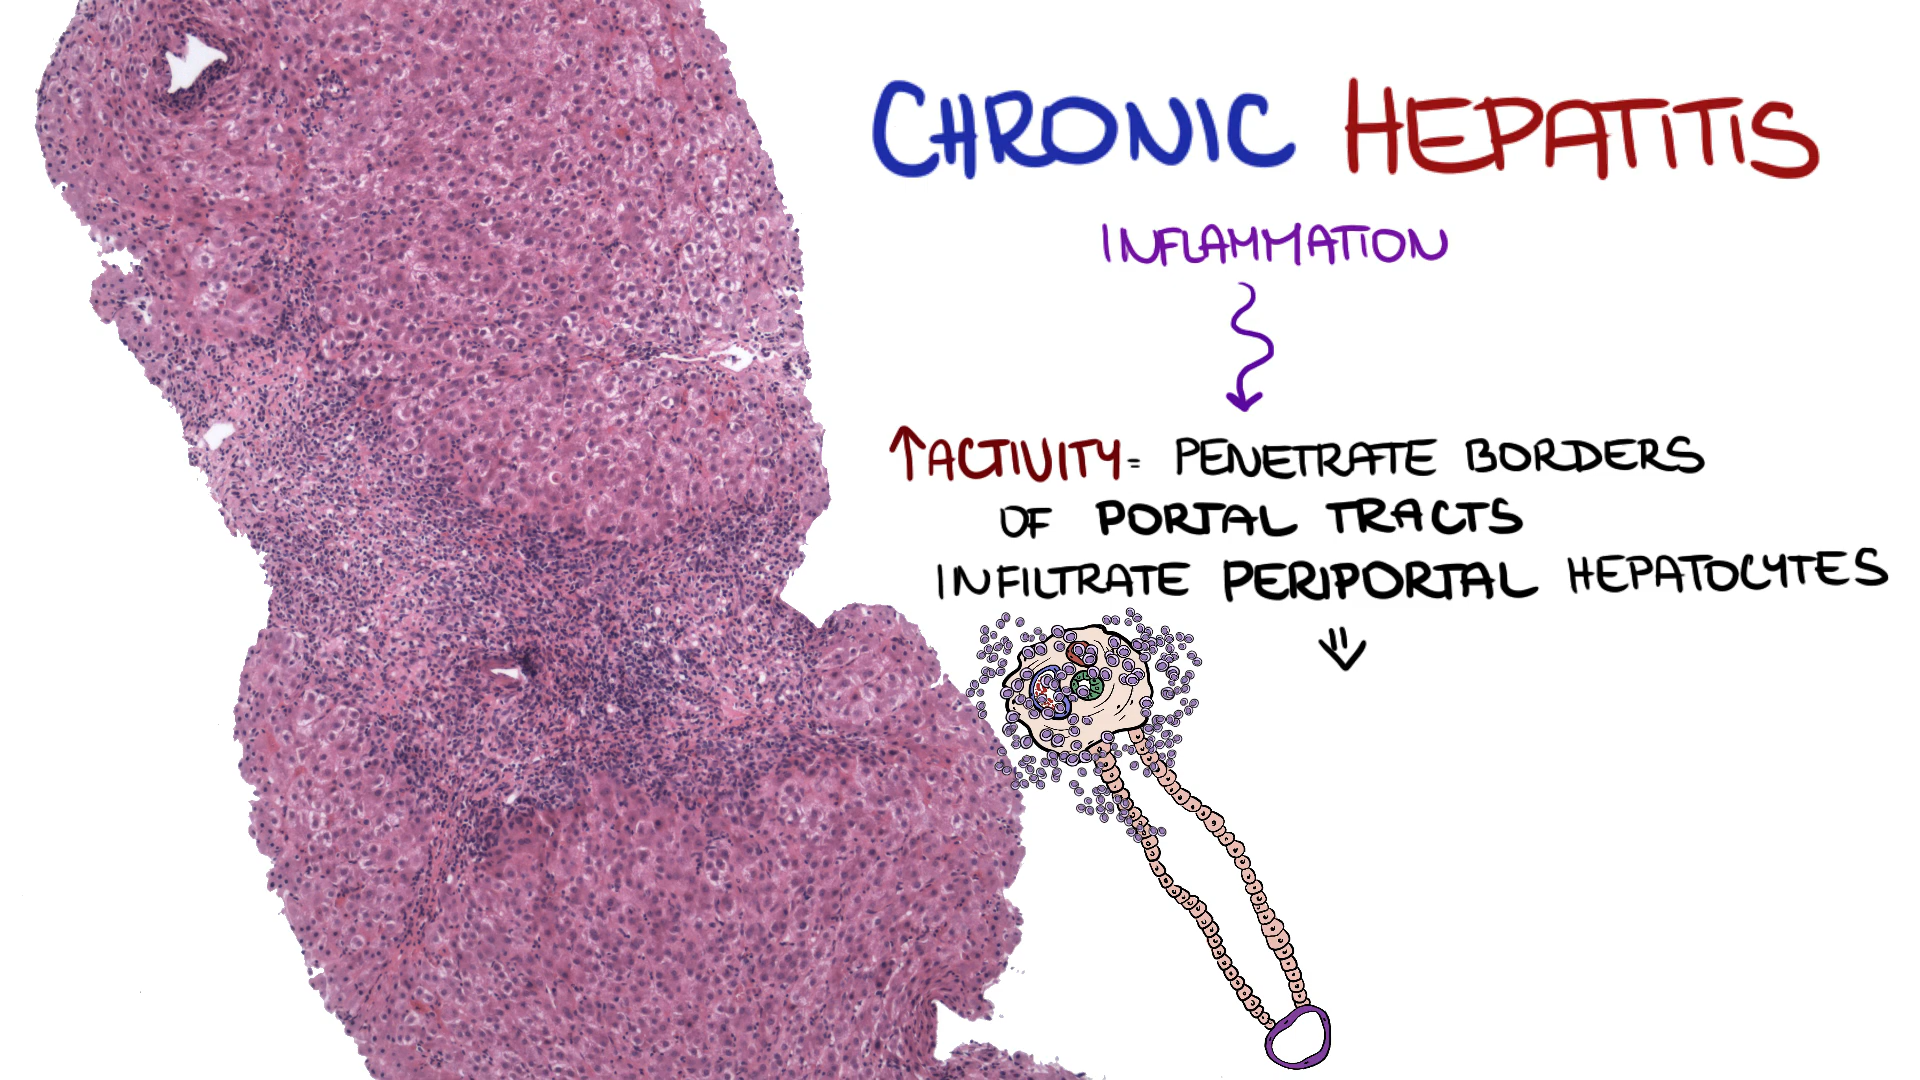 CHRONIC HEPATITIS
INFLAMMATION
↑ACTIVITY= PENETRATE BORDERS
OF PORTAL TRACTS
INFILTRATE PERIPORTAL HEPATOCYTES